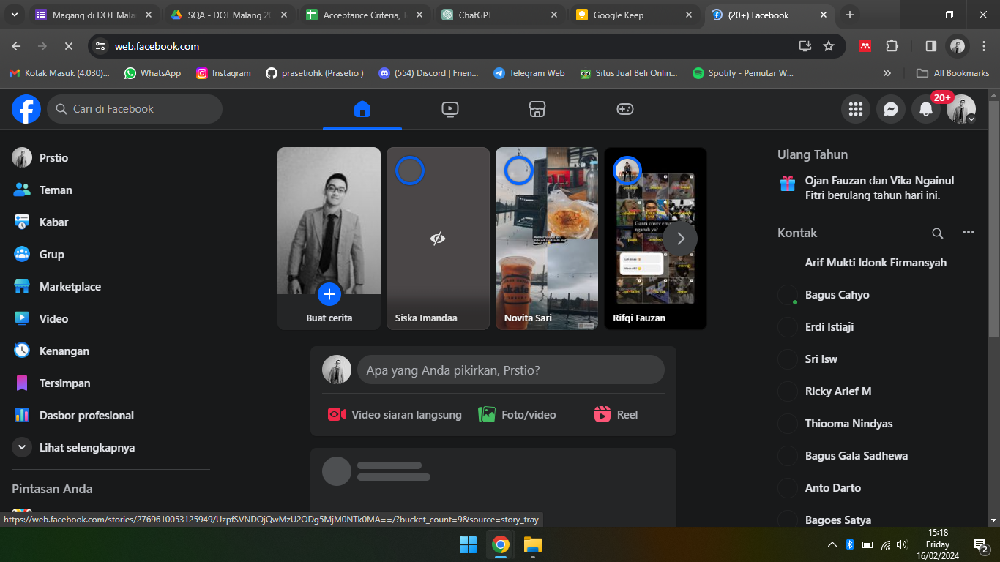 Magang di DOT Mala
SQA - DOT Malang 20
Acceptance Criteria, T
ChatGPT
Google Keep
(20+) Facebook
web.facebook.com
Kotak Masuk (4.030)...
WhatsApp
Instagram
prasetiohk (Prasetio )
(554) Discord | Frien...
Telegram Web
Situs Jual Beli Onlin...
Spotify - Pemutar W...
All Bookmarks
Cari di Facebook
20+
Prstio
Teman
Kabar
Grup
Marketplace
Video
Kenangan
Tersimpan
Dasbor profesional
Lihat selengkapnya
Pintasan Anda
Buat cerita
Siska Imandaa
Novita Sari
Ganti cover ema
ngaruh ya?
Rifqi Fauzan
Apa yang Anda pikirkan, Prstio?
Video siaran langsung
Foto/video
Reel
Ulang Tahun
Ojan Fauzan dan Vika Ngainul
Fitri berulang tahun hari ini.
Kontak
Arif Mukti Idonk Firmansyah
Bagus Cahyo
Erdi Istiaji
Sri Isw
Ricky Arief M
Thiooma Nindyas
Bagus Gala Sadhewa
Anto Darto
Bagoes Satya
https://web.facebook.com/stories/2769610053125949/UzpfSVNDOjQwMzU2ODg5MjM0NTk0MA==/?bucket_count=9&source=story_tray
15:18
Friday
16/02/2024
2